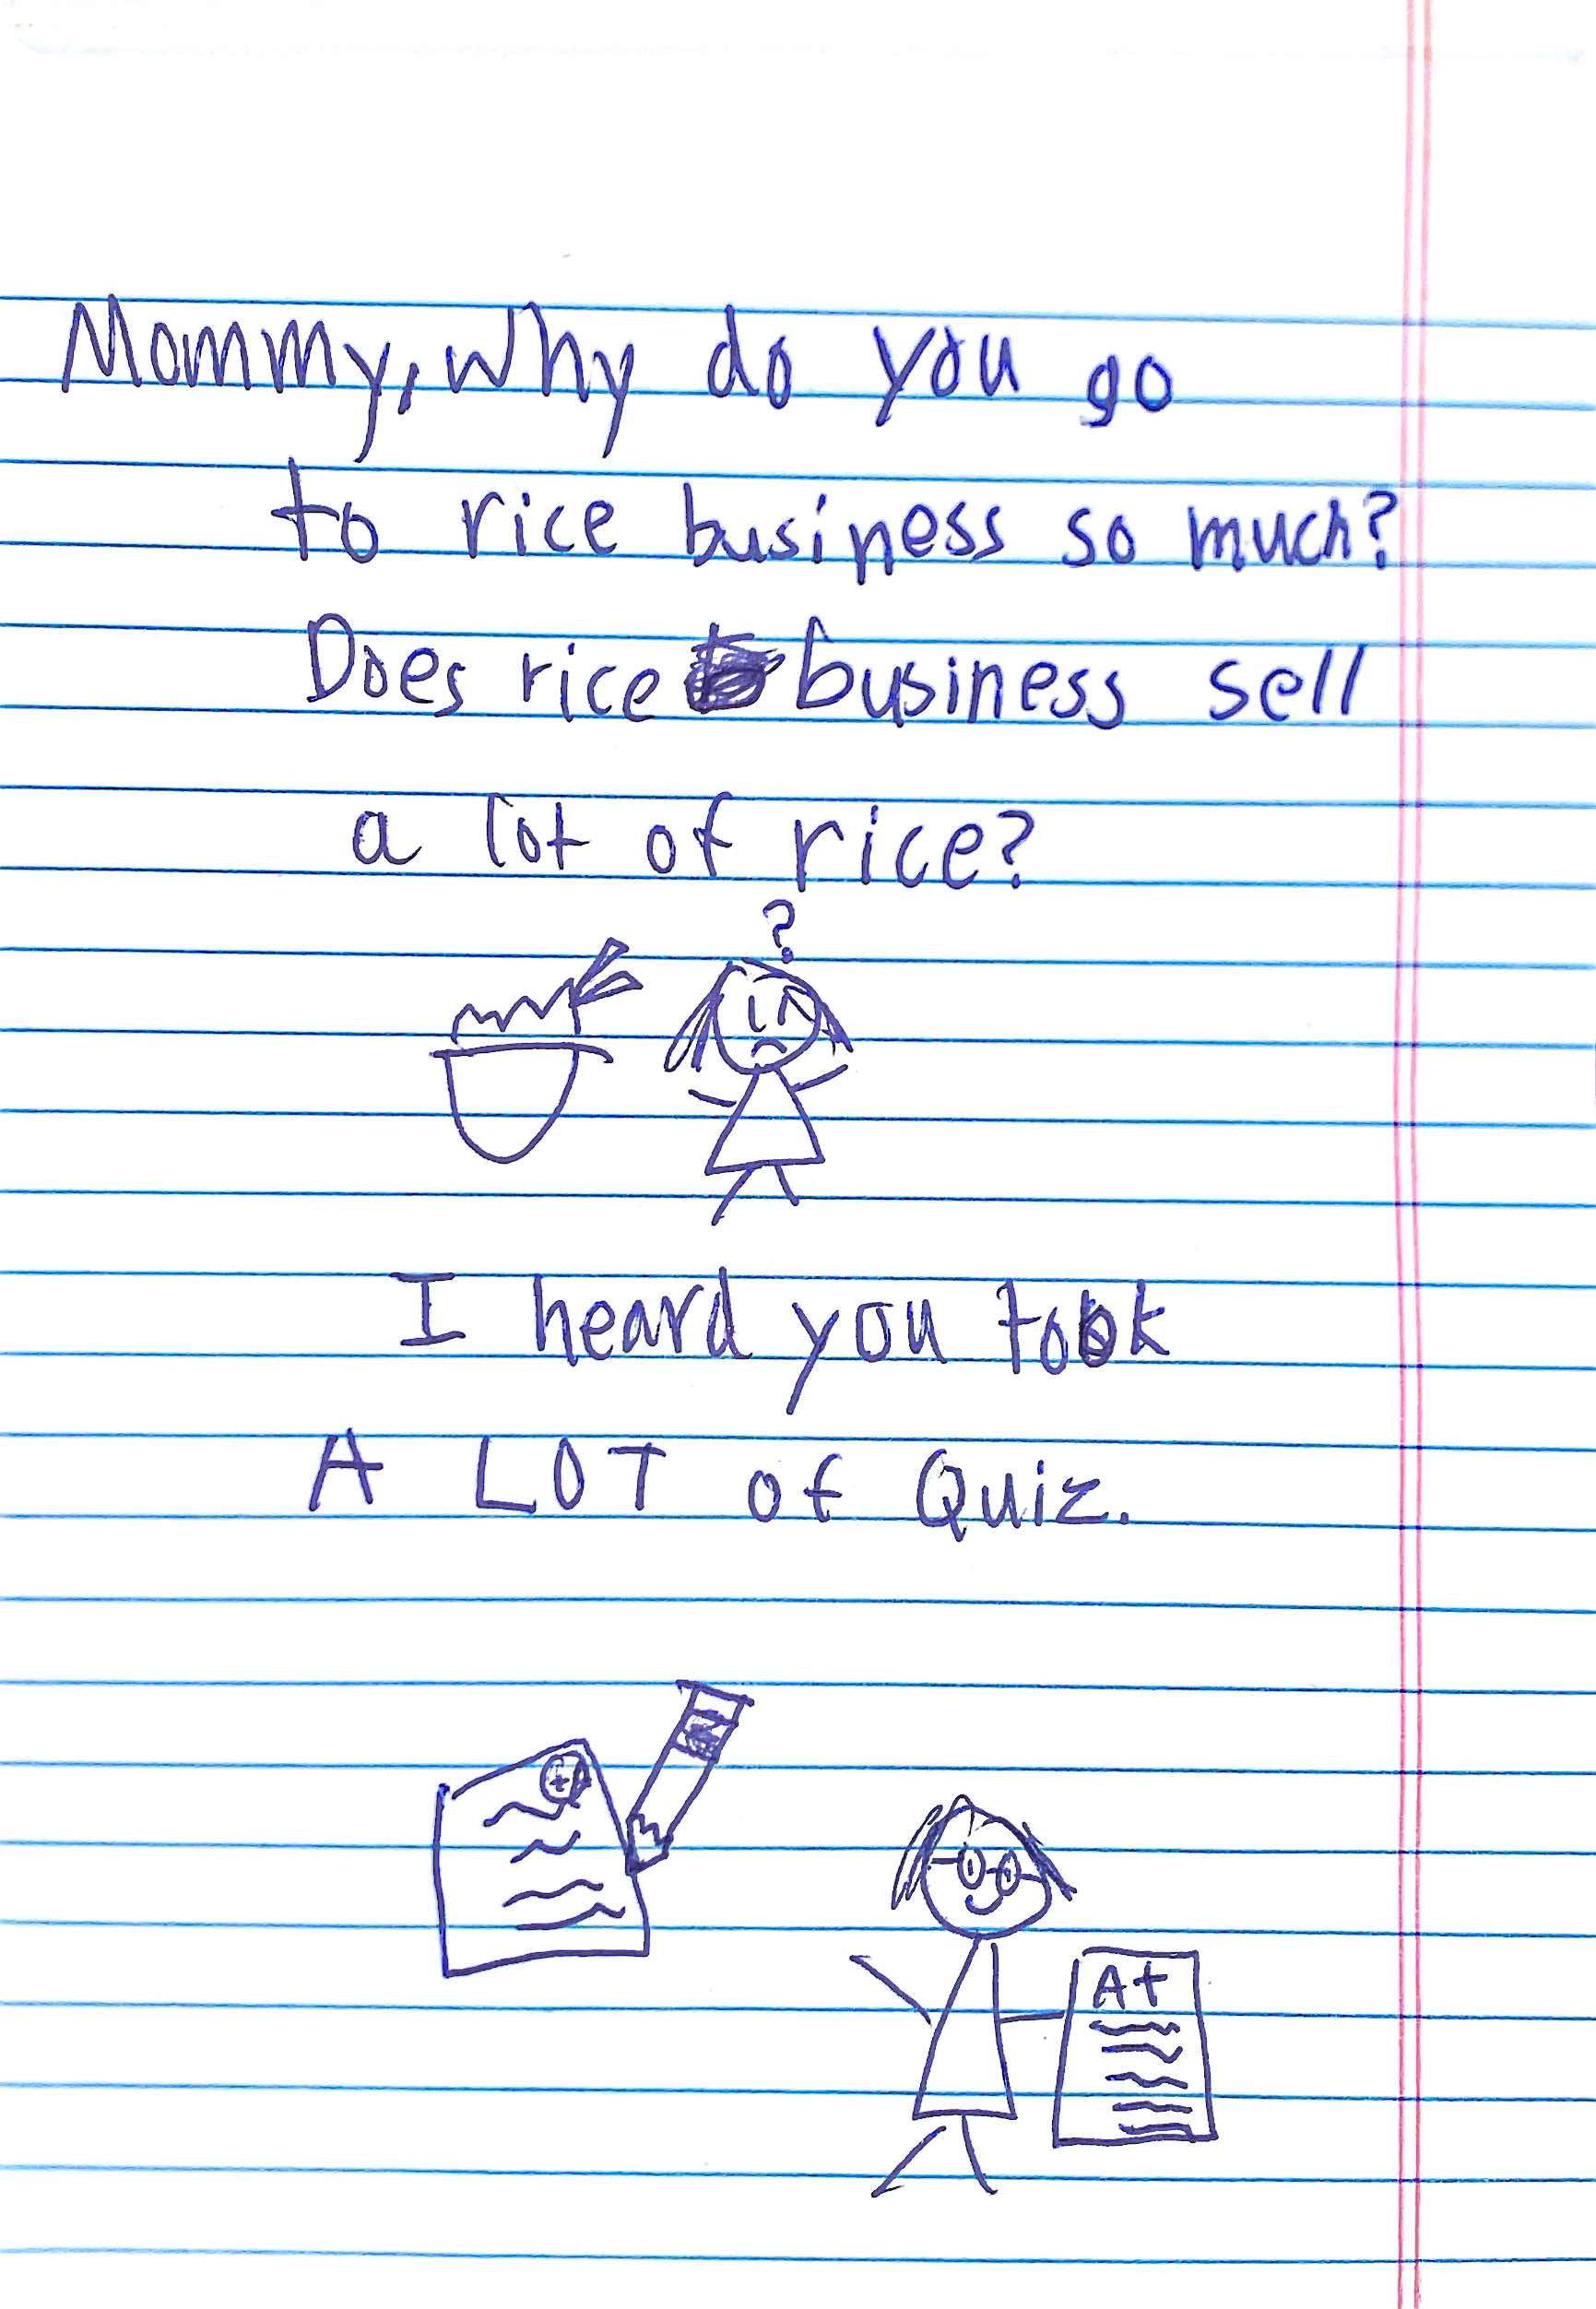 Mommy, why do you go
to rice business so much?
Does rice business sell
a lot of rice?
?
I heard you took
A LOT of Quiz.
A+